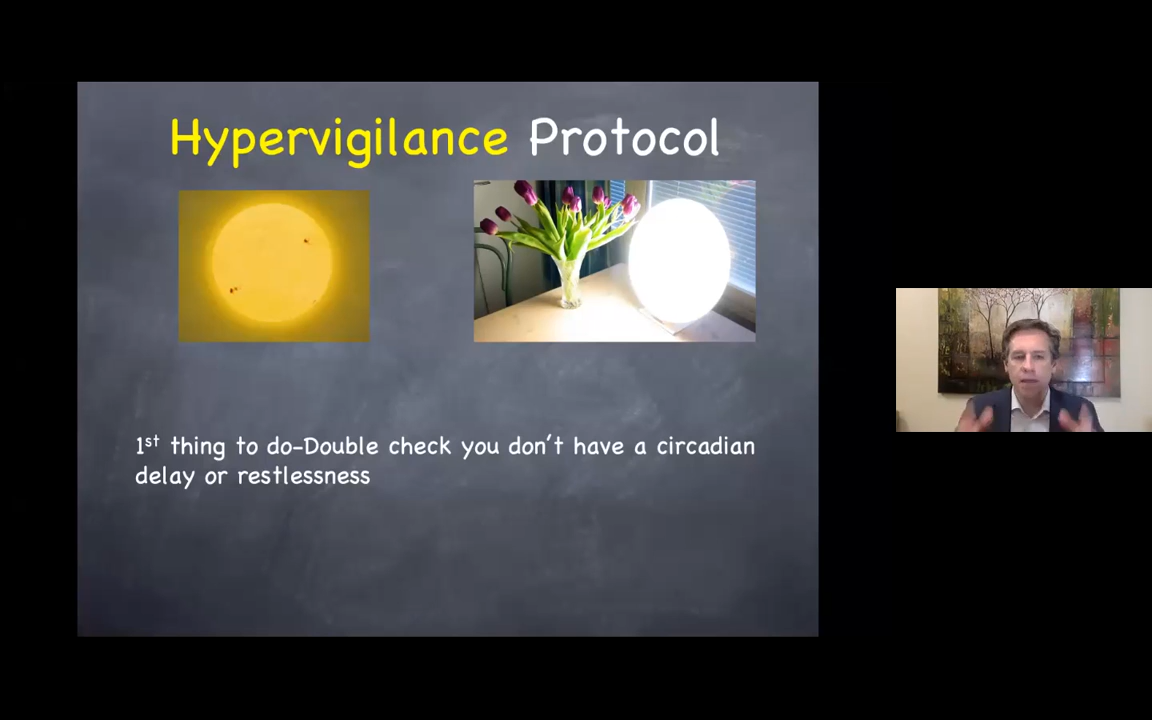 Hypervigilance Protocol
1st thing to do-Double check you don't have a circadian
delay or restlessness